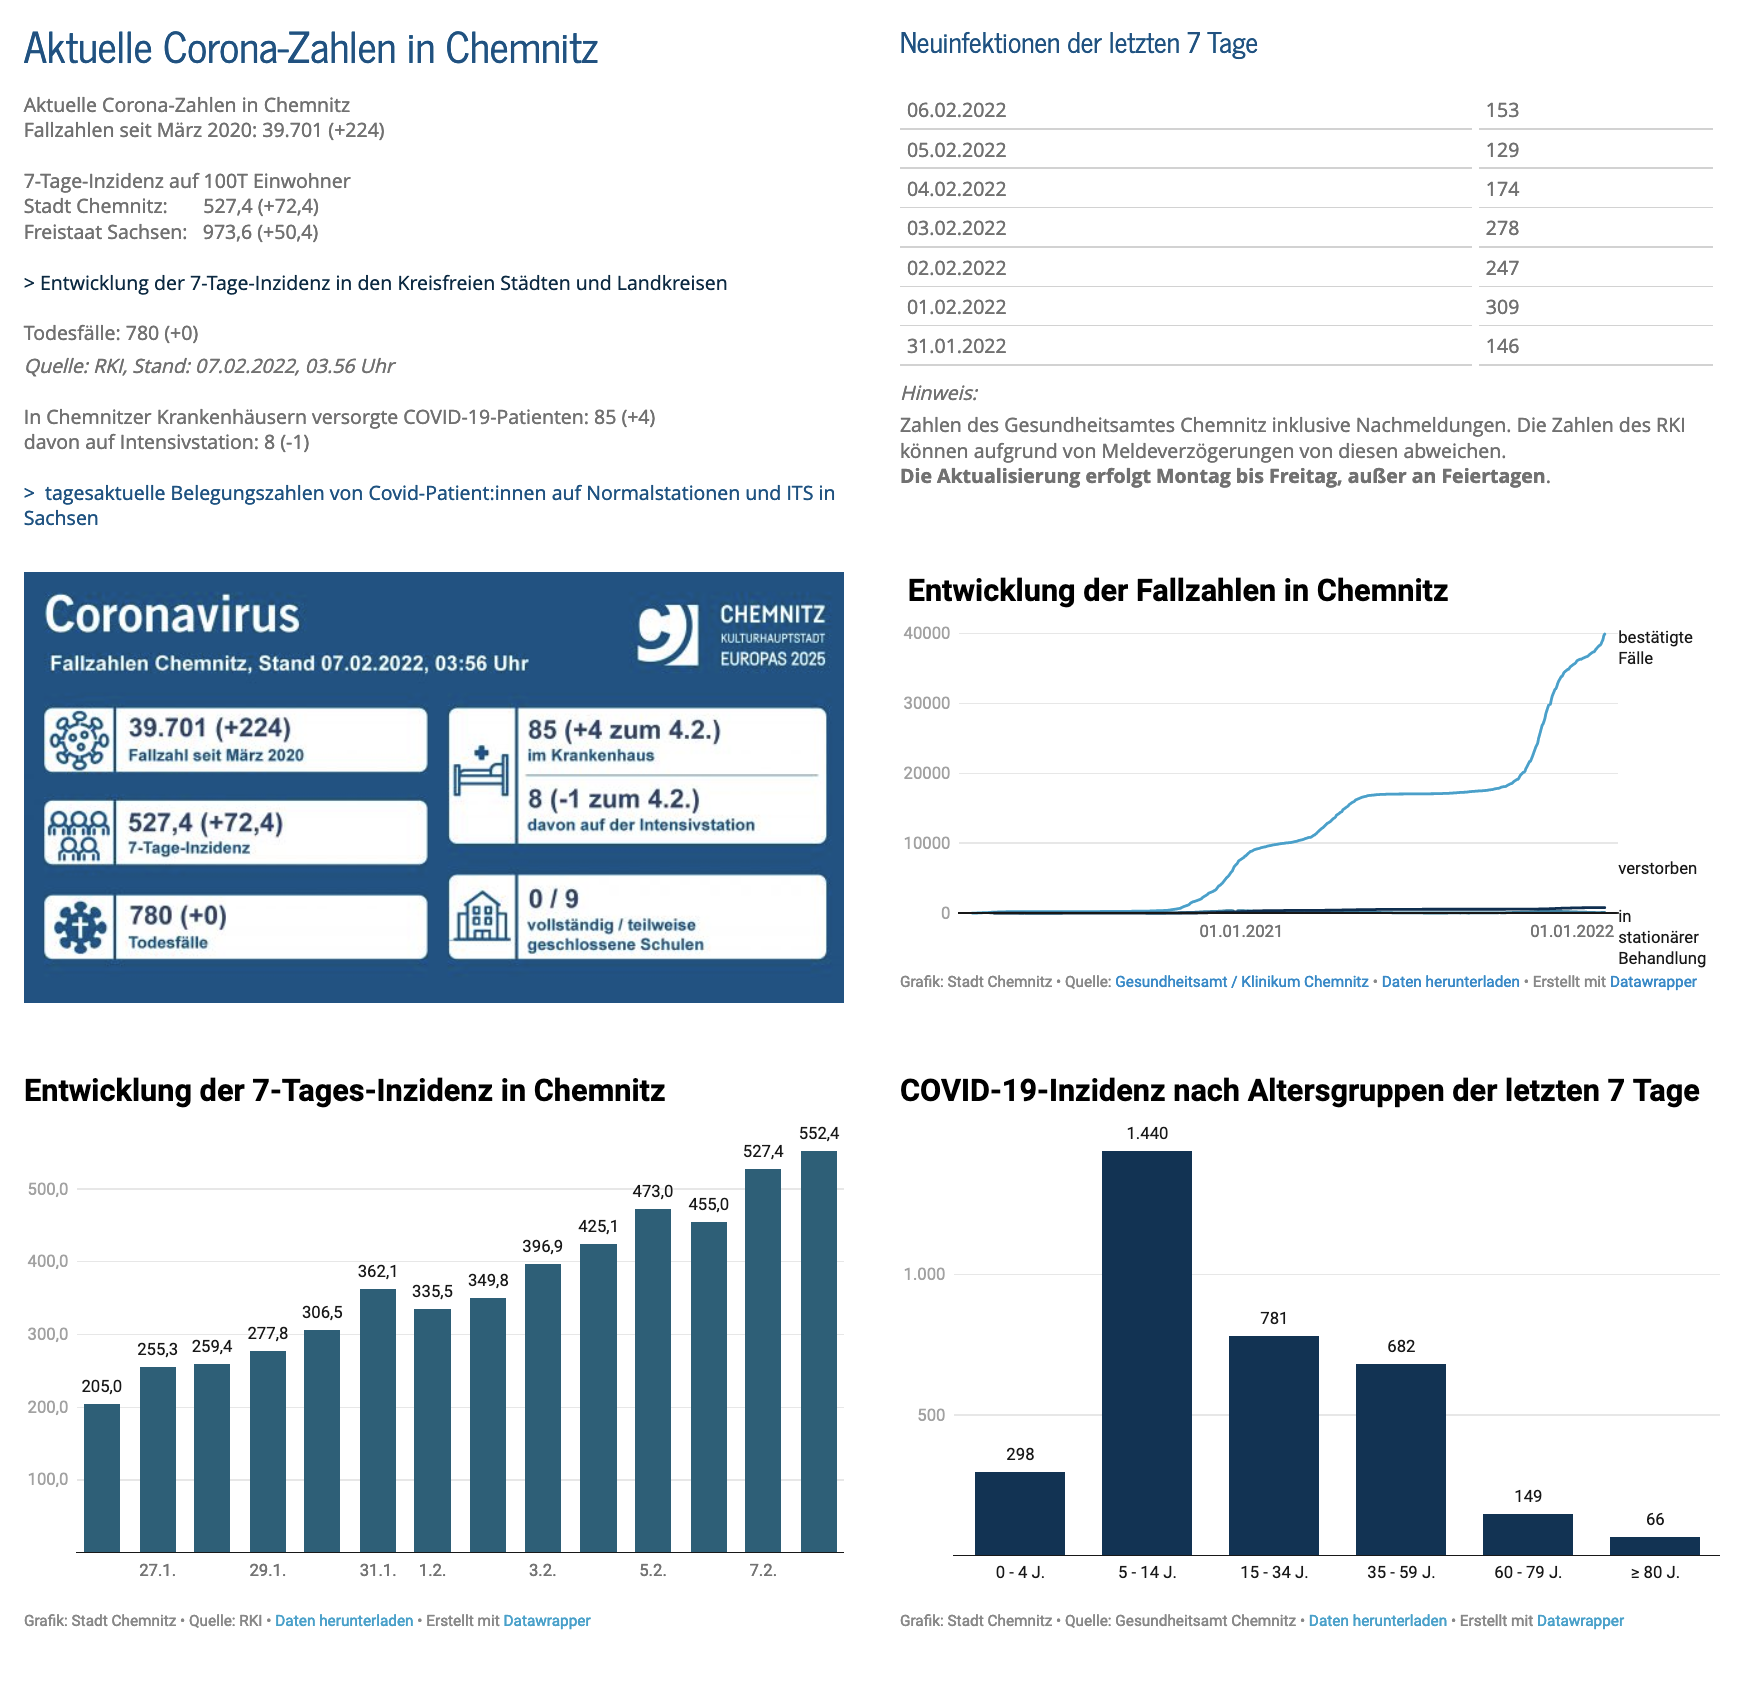 Aktuelle Corona-Zahlen in Chemnitz
Aktuelle Corona-Zahlen in Chemnitz
Fallzahlen seit März 2020: 39.701 (+224)
7-Tage-Inzidenz auf 100T Einwohner
Stadt Chemnitz: 527,4 (+72,4)
Freistaat Sachsen: 973,6 (+50,4)
> Entwicklung der 7-Tage-Inzidenz in den Kreisfreien Städten und Landkreisen
Todesfälle: 780 (+0)
Quelle: RKI, Stand: 07.02.2022, 03.56 Uhr
In Chemnitzer Krankenhäusern versorgte COVID-19-Patienten: 85 (+4)
davon auf Intensivstation: 8 (-1)
> tagesaktuelle Belegungszahlen von Covid-Patient:innen auf Normalstationen und ITS in
Sachsen
Neuinfektionen der letzten 7 Tage
06.02.2022 153
05.02.2022 129
04.02.2022 174
03.02.2022 278
02.02.2022 247
01.02.2022 309
31.01.2022 146
Hinweis:
Zahlen des Gesundheitsamtes Chemnitz inklusive Nachmeldungen. Die Zahlen des RKI
können aufgrund von Meldeverzögerungen von diesen abweichen.
Die Aktualisierung erfolgt Montag bis Freitag, außer an Feiertagen.
Coronavirus
Fallzahlen Chemnitz, Stand 07.02.2022, 03:56 Uhr
CHEMNITZ
KULTURHAUPTSTADT
EUROPAS 2025
39.701 (+224)
Fallzahl seit März 2020
527,4 (+72,4)
7-Tage-Inzidenz
780 (+0)
Todesfälle
85 (+4 zum 4.2.)
im Krankenhaus
8 (-1 zum 4.2.)
davon auf der Intensivstation
0 / 9
vollständig / teilweise
geschlossene Schulen
Entwicklung der Fallzahlen in Chemnitz
40000
30000
20000
10000
0
bestätigte
Fälle
verstorben
in
stationärer
Behandlung
01.01.2021 01.01.2022
Grafik: Stadt Chemnitz • Quelle: Gesundheitsamt / Klinikum Chemnitz • Daten herunterladen • Erstellt mit Datawrapper
Entwicklung der 7-Tages-Inzidenz in Chemnitz
500,0
400,0
300,0
200,0
100,0
205,0
255,3
259,4
277,8
306,5
362,1
335,5
349,8
396,9
425,1
473,0
455,0
527,4
552,4
27.1. 29.1. 31.1. 1.2. 3.2. 5.2. 7.2.
Grafik: Stadt Chemnitz • Quelle: RKI • Daten herunterladen • Erstellt mit Datawrapper
COVID-19-Inzidenz nach Altersgruppen der letzten 7 Tage
1.000
500
298
1.440
781
682
149
66
0 - 4 J. 5 - 14 J. 15 - 34 J. 35 - 59 J. 60 - 79 J. ≥ 80 J.
Grafik: Stadt Chemnitz • Quelle: Gesundheitsamt Chemnitz • Daten herunterladen • Erstellt mit Datawrapper